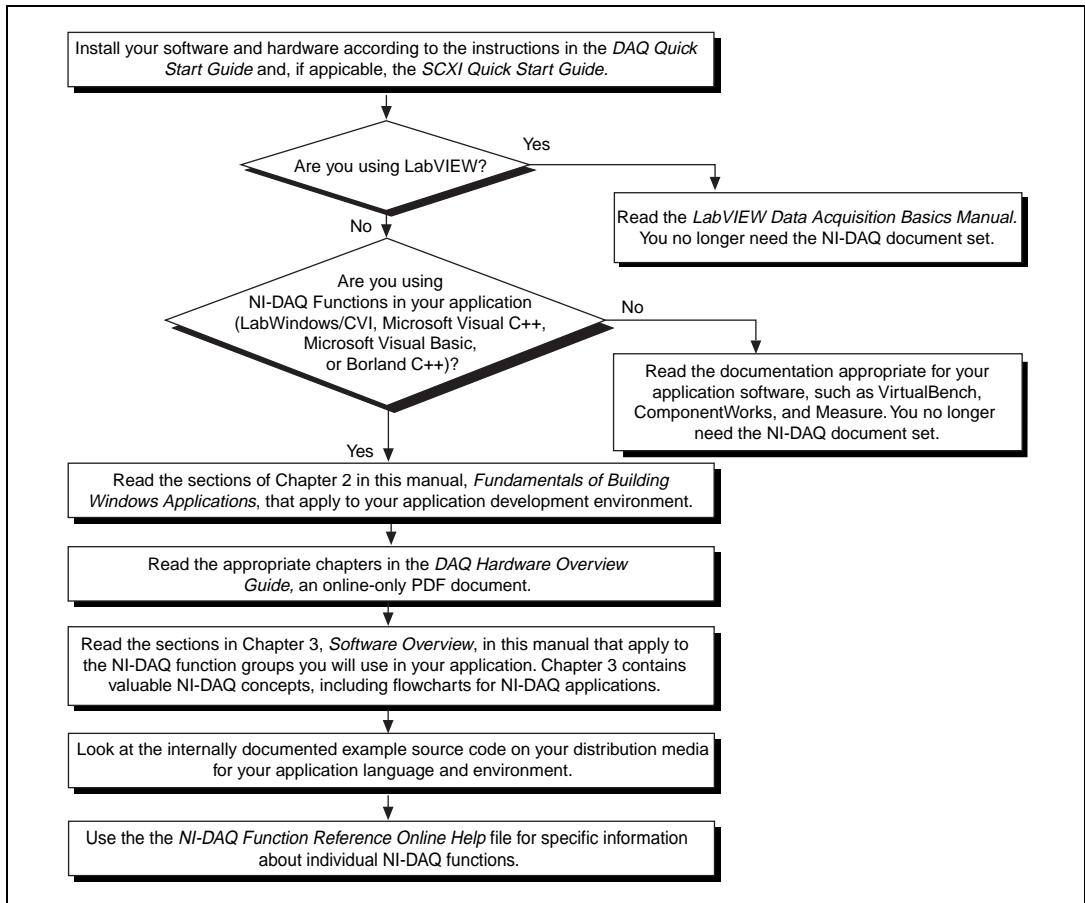 Install your software and hardware according to the instructions in the DAQ Quick
Start Guide and, if appicable, the SCXI Quick Start Guide.
Yes
Are you using LabVIEW?
Read the LabVIEW Data Acquisition Basics Manual.
You no longer need the NI-DAQ document set.
No
Are you using
NI-DAQ Functions in your application
(LabWindows/CVI, Microsoft Visual C++,
Microsoft Visual Basic,
or Borland C++)?
No
Read the documentation appropriate for your
application software, such as VirtualBench,
ComponentWorks, and Measure. You no longer
need the NI-DAQ document set.
Yes
Read the sections of Chapter 2 in this manual, Fundamentals of Building
Windows Applications, that apply to your application development environment.
Read the appropriate chapters in the DAQ Hardware Overview
Guide, an online-only PDF document.
Read the sections in Chapter 3, Software Overview, in this manual that apply to
the NI-DAQ function groups you will use in your application. Chapter 3 contains
valuable NI-DAQ concepts, including flowcharts for NI-DAQ applications.
Look at the internally documented example source code on your distribution media
for your application language and environment.
Use the the NI-DAQ Function Reference Online Help file for specific information
about individual NI-DAQ functions.